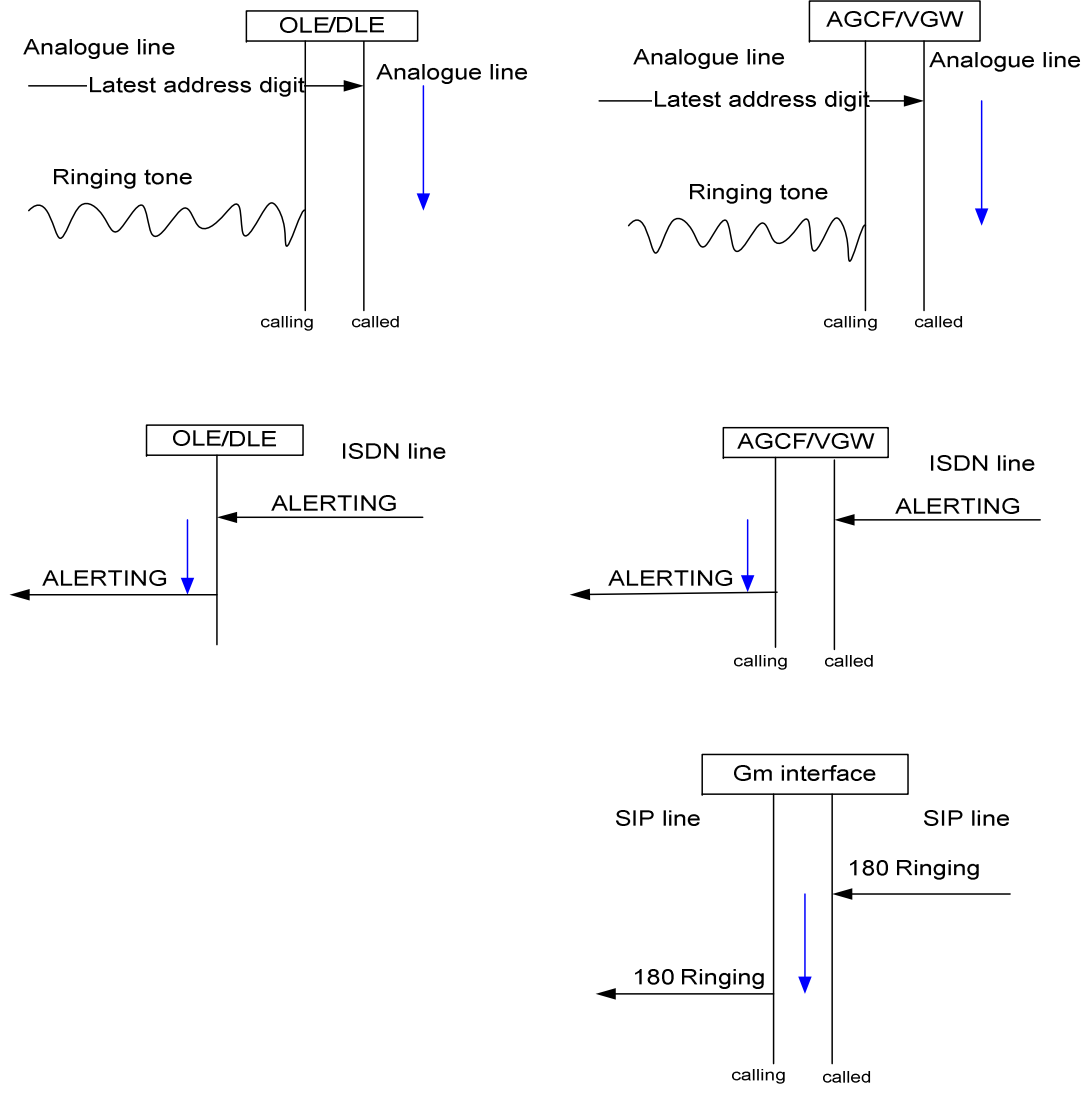 OLE/DLE
Analogue line
Analogue line
Latest address digit
Ringing tone
calling
called
AGCF/VGW
Analogue line
Analogue line
Latest address digit
Ringing tone
calling
called
OLE/DLE
ISDN line
ALERTING
ALERTING
AGCF/VGW
ISDN line
ALERTING
ALERTING
calling
called
Gm interface
SIP line
SIP line
180 Ringing
180 Ringing
calling
called